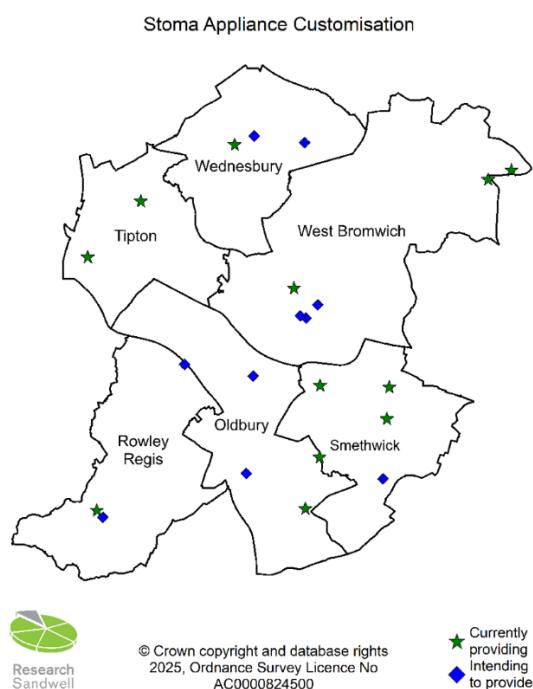 Stoma Appliance Customisation
Wednesbury
Tipton
West Bromwich
Oldbury
Rowley
Regis
Smethwick
Research
Sandwell
© Crown copyright and database rights
2025, Ordnance Survey Licence No
AC0000824500
Currently
providing
Intending
to provide